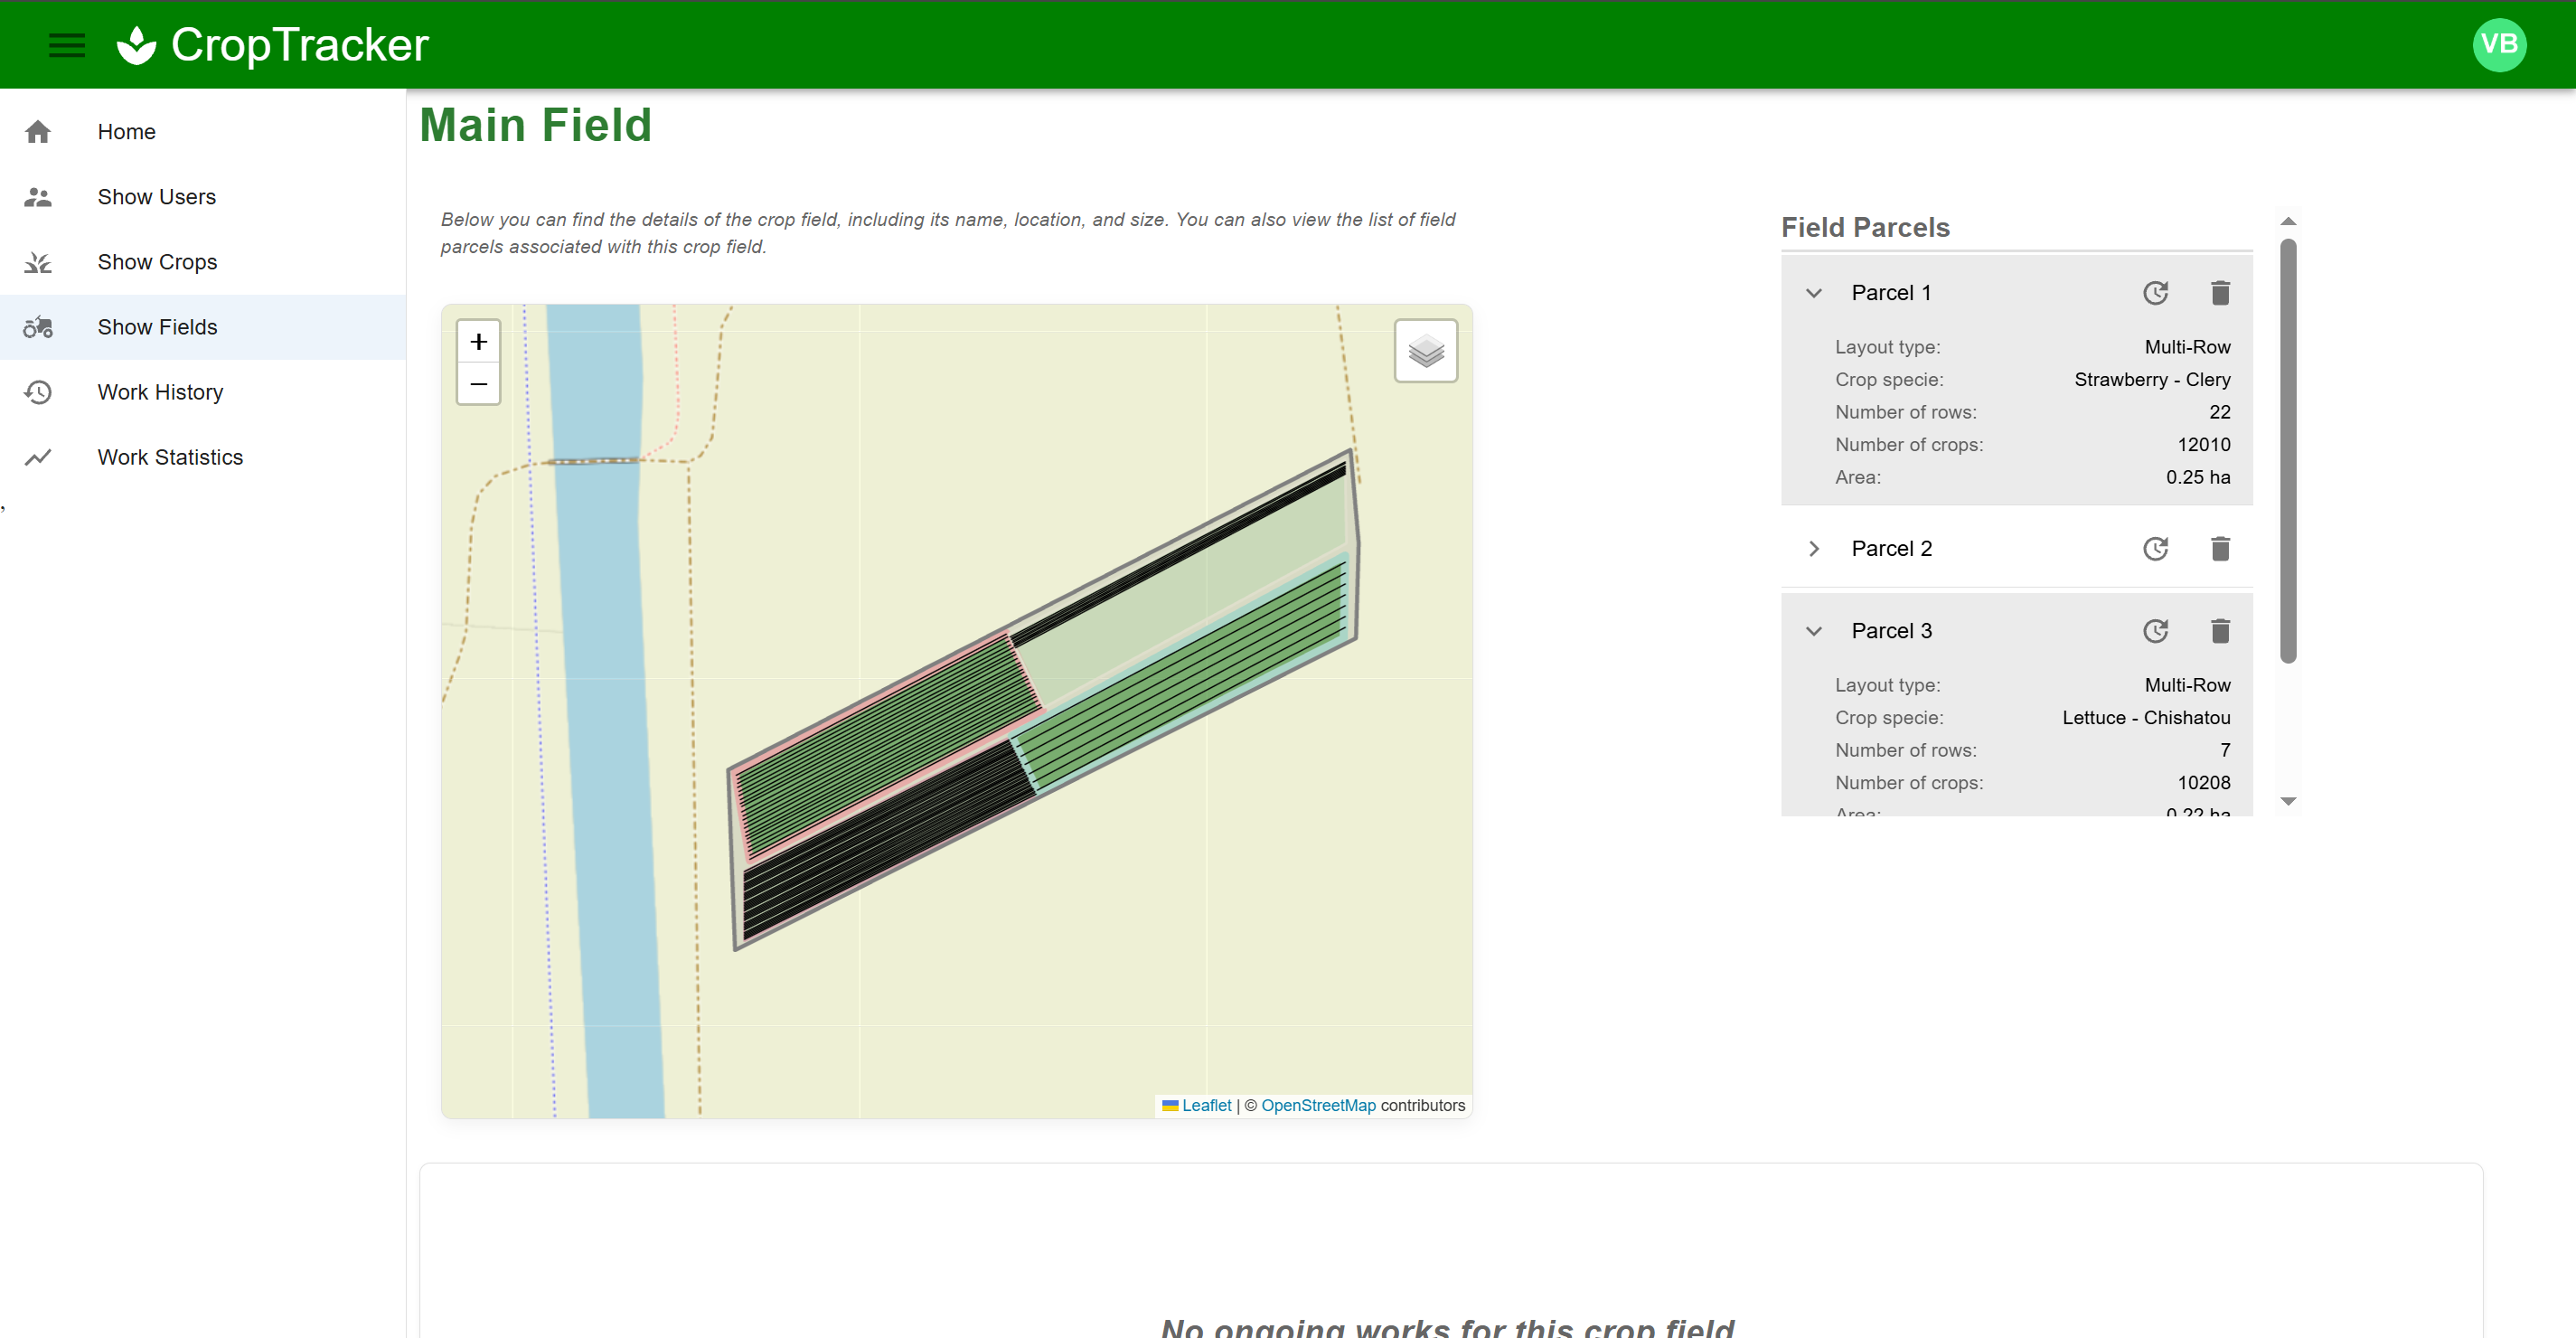 CropTracker
VB
Home
Show Users
Show Crops
Show Fields
Work History
Work Statistics
,
Main Field
Below you can find the details of the crop field, including its name, location, and size. You can also view the list of field
parcels associated with this crop field.
+
−
Leaflet | © OpenStreetMap contributors
Field Parcels
Parcel 1
Layout type: Multi-Row
Crop specie: Strawberry - Clery
Number of rows: 22
Number of crops: 12010
Area: 0.25 ha
Parcel 2
Parcel 3
Layout type: Multi-Row
Crop specie: Lettuce - Chishatou
Number of rows: 7
Number of crops: 10208
Area: 0.22 ha
No ongoing works for this crop field